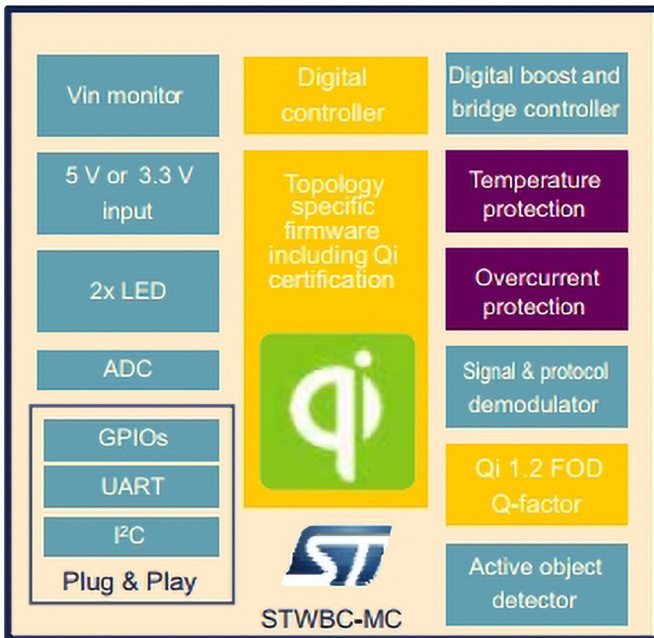 Vin monitor
5 V or 3.3 V
input
2x LED
ADC
GPIOs
UART
I²C
Plug & Play
Digital
controller
Topology
specific
firmware
including Qi
certification
qi
ST
STWBC-MC
Digital boost and
bridge controller
Temperature
protection
Overcurrent
protection
Signal & protocol
demodulator
Qi 1.2 FOD
Q-factor
Active object
detector